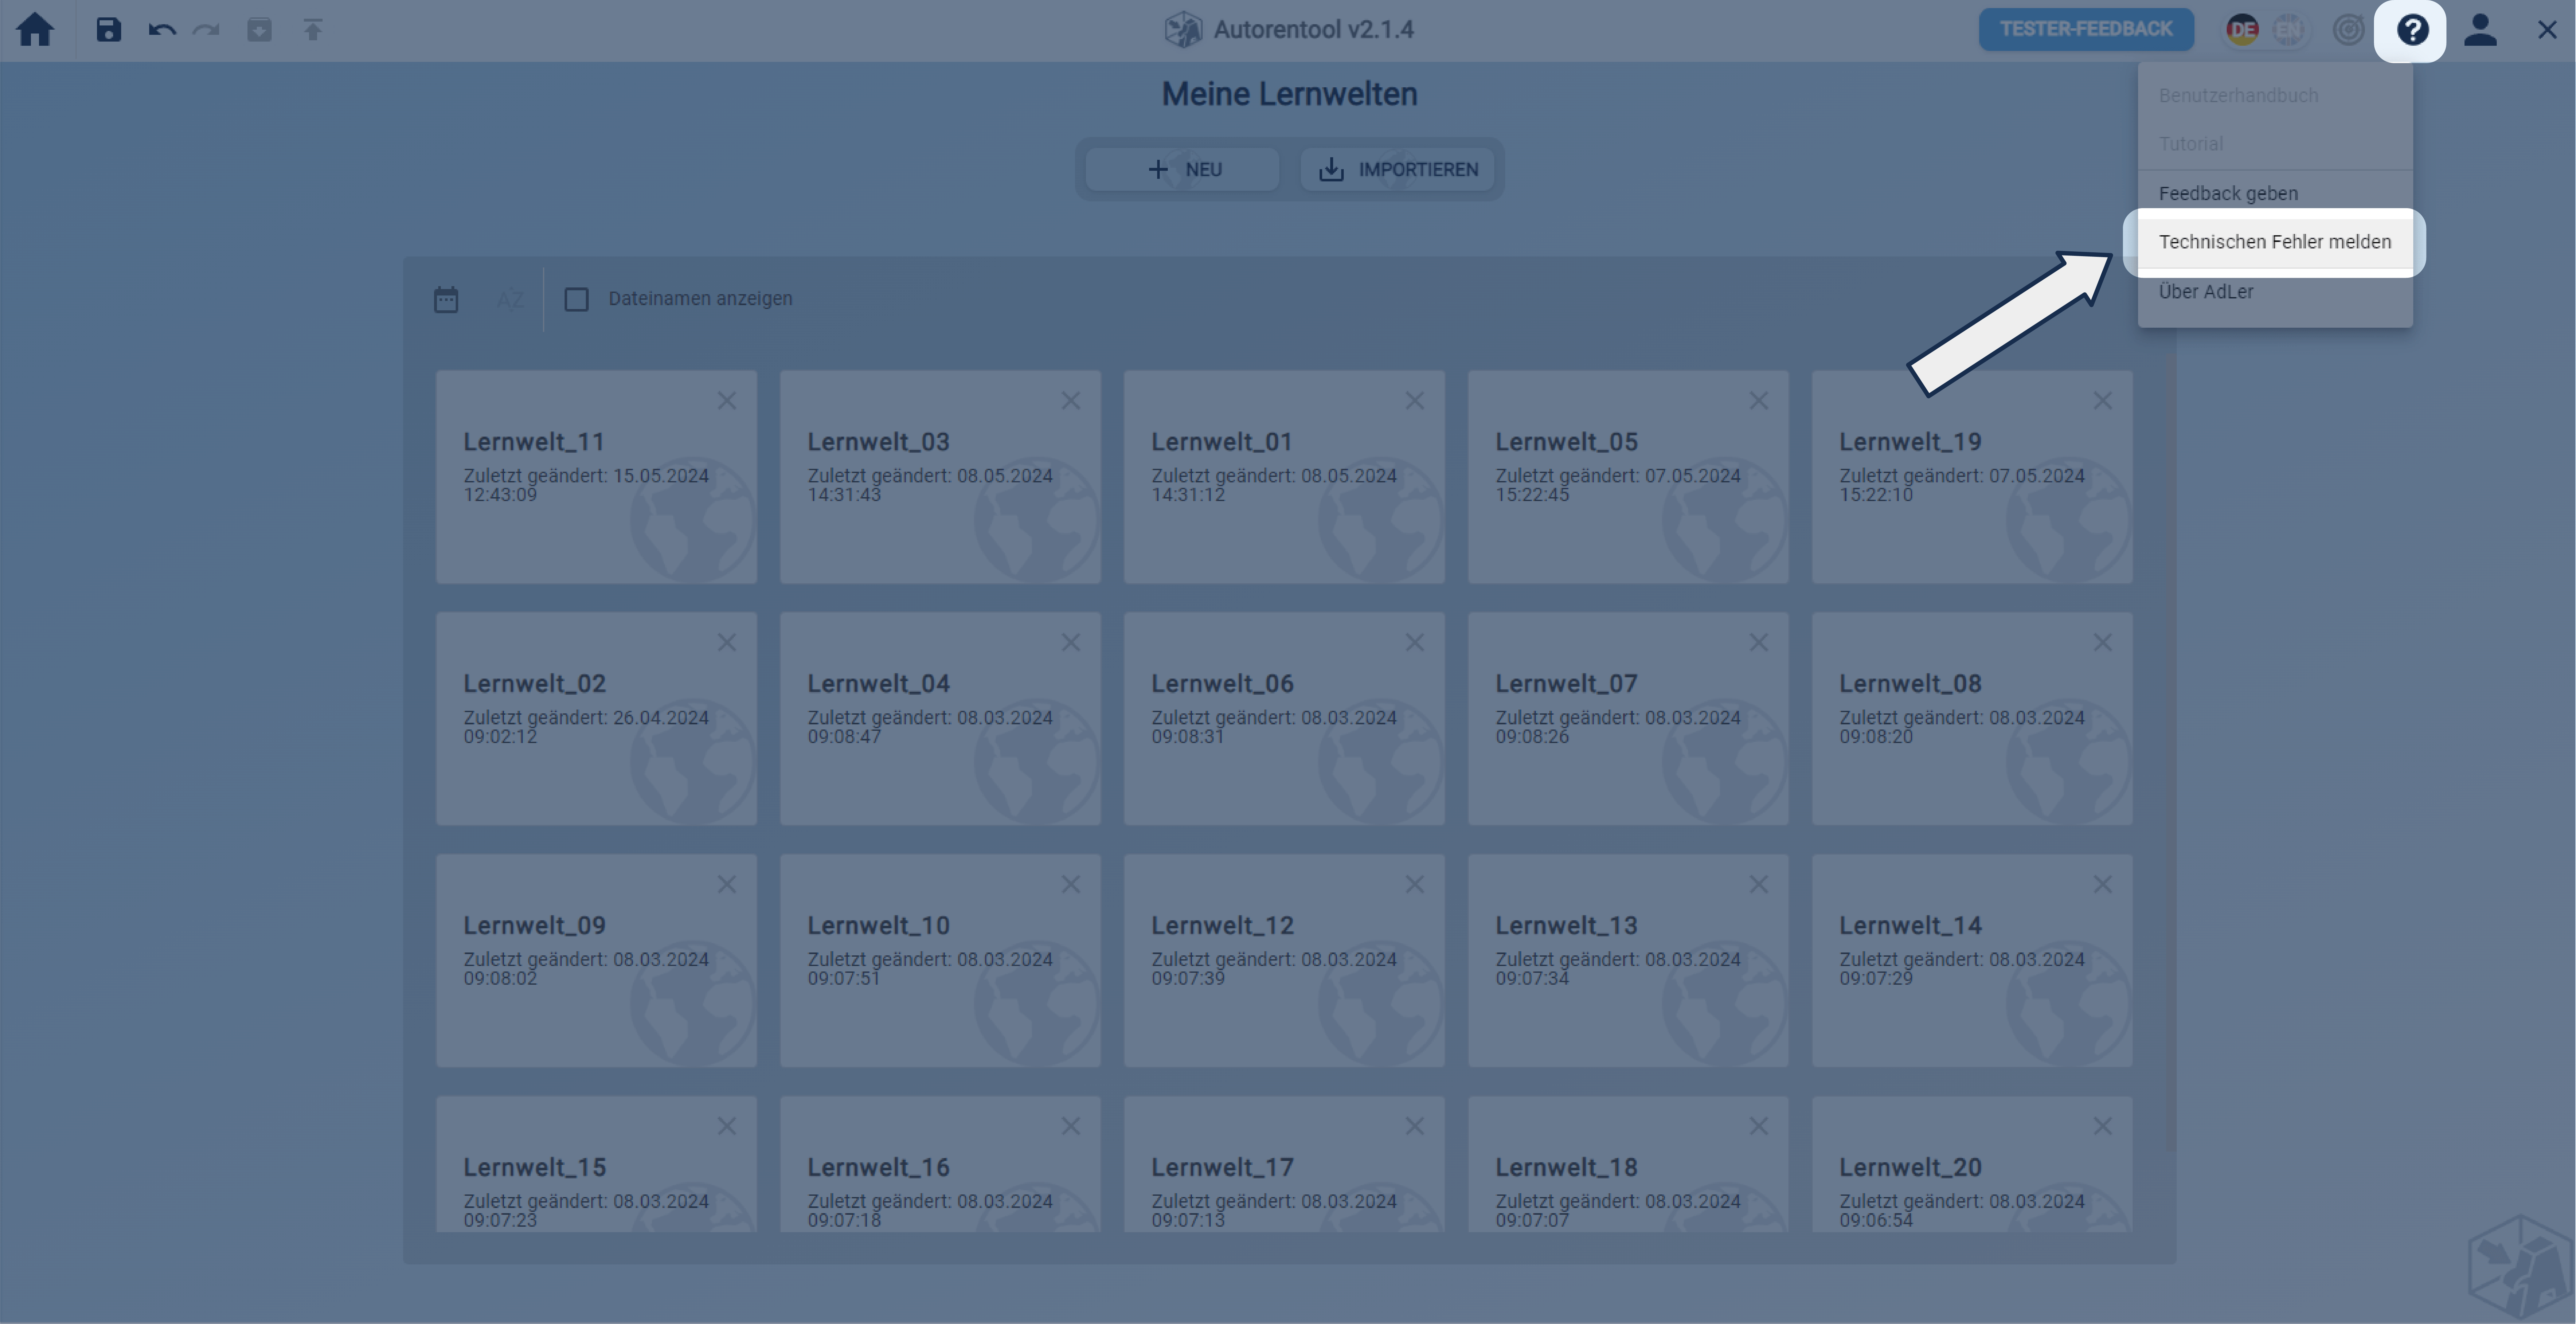 Autorentool v2.1.4
TESTER-FEEDBACK
DE
EN
?
Meine Lernwelten
NEU
IMPORTIEREN
Benutzerhandbuch
Tutorial
Feedback geben
Technischen Fehler melden
Über AdLer
AZ
Dateinamen anzeigen
Lernwelt_11
Zuletzt geändert: 15.05.2024
12:43:09
Lernwelt_03
Zuletzt geändert: 08.05.2024
14:31:43
Lernwelt_01
Zuletzt geändert: 08.05.2024
14:31:12
Lernwelt_05
Zuletzt geändert: 07.05.2024
15:22:45
Lernwelt_19
Zuletzt geändert: 07.05.2024
15:22:10
Lernwelt_02
Zuletzt geändert: 26.04.2024
09:02:12
Lernwelt_04
Zuletzt geändert: 08.03.2024
09:08:47
Lernwelt_06
Zuletzt geändert: 08.03.2024
09:08:31
Lernwelt_07
Zuletzt geändert: 08.03.2024
09:08:26
Lernwelt_08
Zuletzt geändert: 08.03.2024
09:08:20
Lernwelt_09
Zuletzt geändert: 08.03.2024
09:08:02
Lernwelt_10
Zuletzt geändert: 08.03.2024
09:07:51
Lernwelt_12
Zuletzt geändert: 08.03.2024
09:07:39
Lernwelt_13
Zuletzt geändert: 08.03.2024
09:07:34
Lernwelt_14
Zuletzt geändert: 08.03.2024
09:07:29
Lernwelt_15
Zuletzt geändert: 08.03.2024
09:07:23
Lernwelt_16
Zuletzt geändert: 08.03.2024
09:07:18
Lernwelt_17
Zuletzt geändert: 08.03.2024
09:07:13
Lernwelt_18
Zuletzt geändert: 08.03.2024
09:07:07
Lernwelt_20
Zuletzt geändert: 08.03.2024
09:06:54